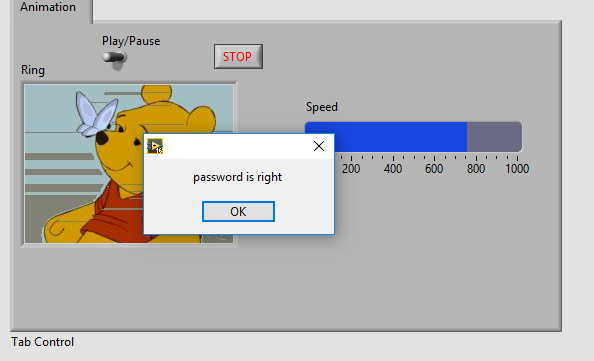 Animation
Play/Pause
STOP
Ring
Speed
200 400 600 800 1000
password is right
OK
Tab Control